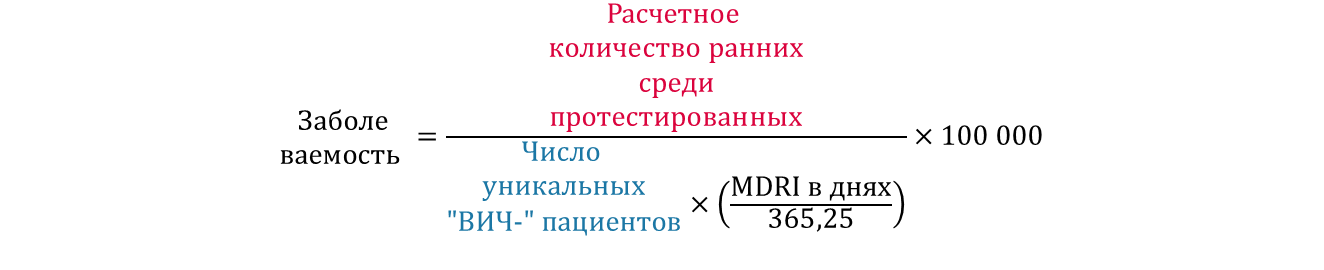 Расчетное
количество ранних
среди
протестированных
Заболе
ваемость
=
× 100 000
Число
уникальных
"ВИЧ-" пациентов
× (MDRI в днях
365,25)